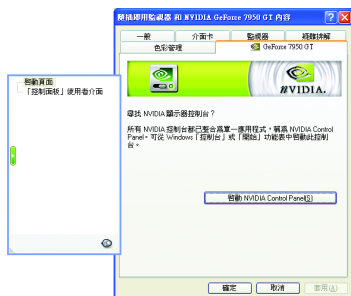 隨插即用監視器 和 NVIDIA GeForce 7950 GT 內容
一般
介面卡
監視器
疑難排解
色彩管理
GeForce 7950 GT
啟動頁面
「控制面板」使用者介面
NVIDIA.
尋找 NVIDIA 顯示器控制台？
所有 NVIDIA 控制台都已整合為單一應用程式，稱為 NVIDIA Control
Panel。可從 Windows「控制台」或「開始」功能表中啟動此控制
台。
啟動 NVIDIA Control Panel(S)
確定
取消
套用(A)